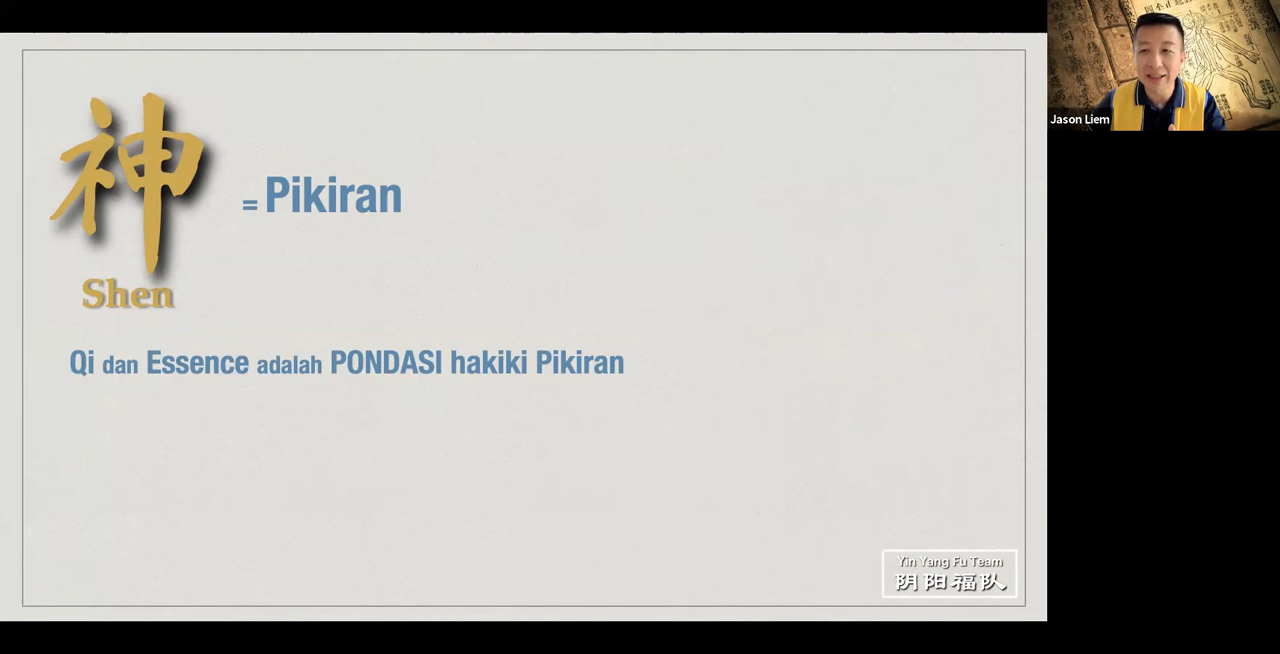 神
= Pikiran
Shen
Qi dan Essence adalah PONDASI hakiki Pikiran
Yin Yang Fu Team
阴阳福队
Jason Liem